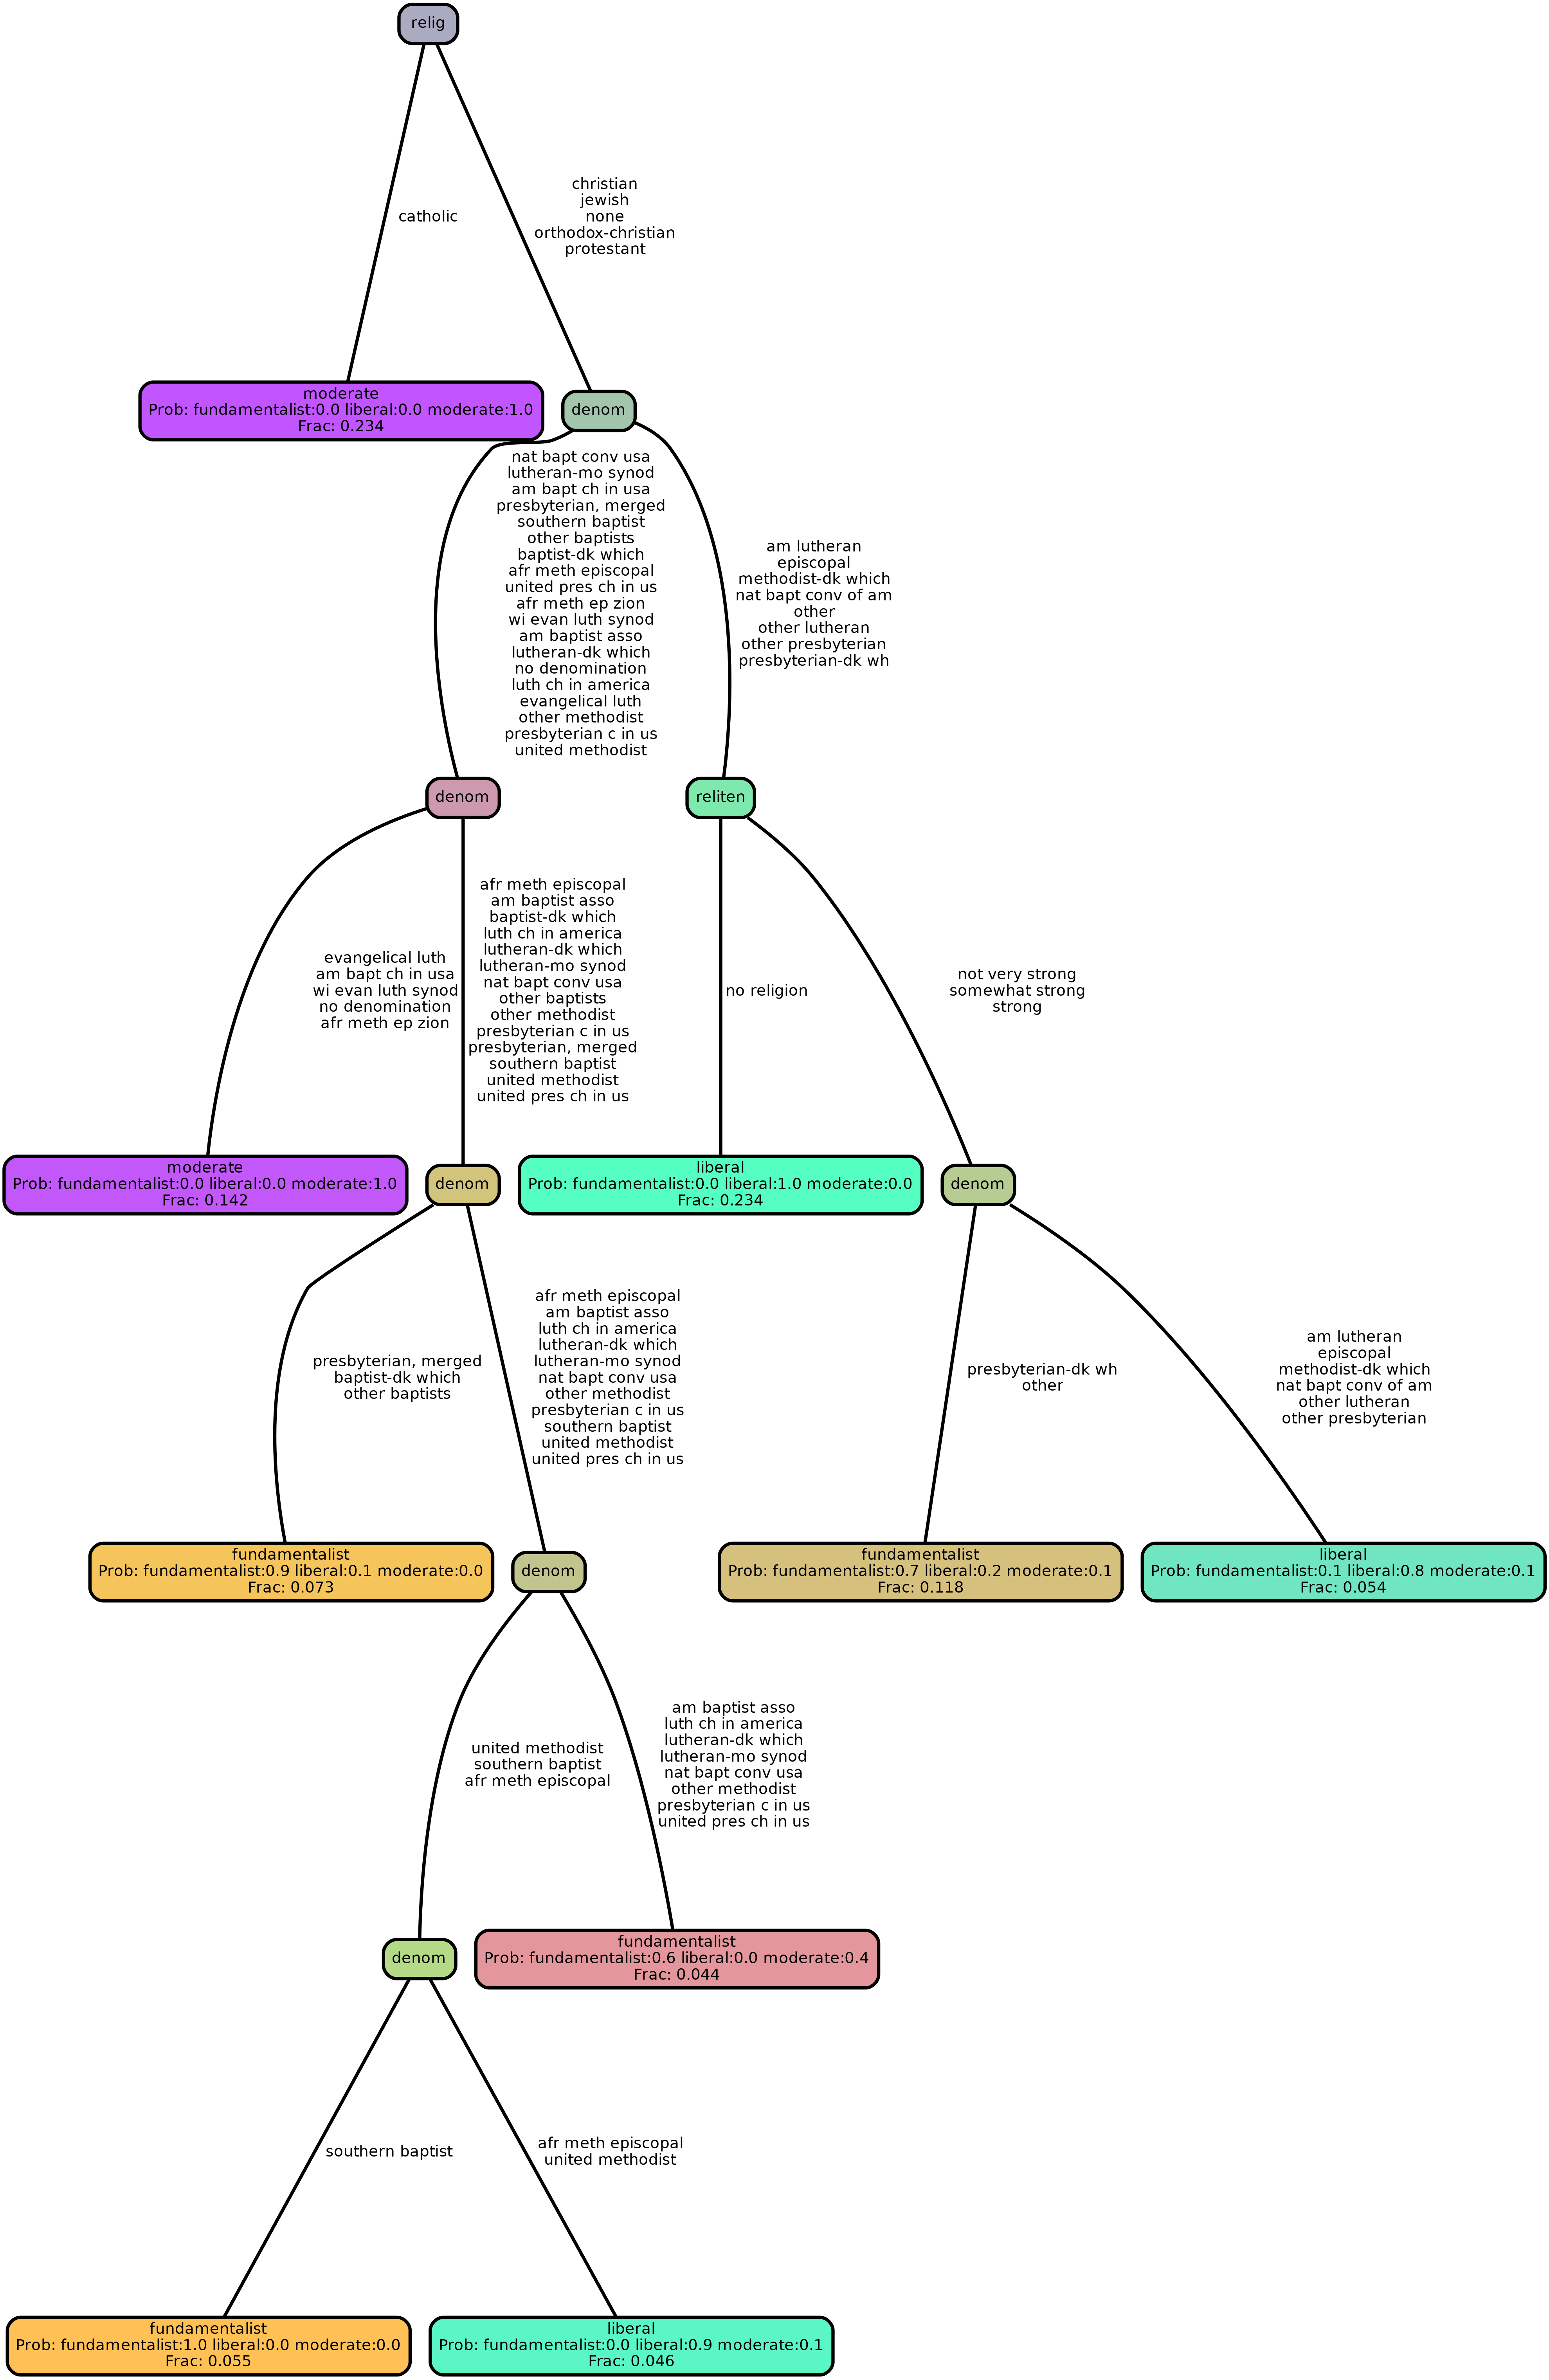 relig
catholic
christian
jewish
none
orthodox-christian
protestant
moderate
Prob: fundamentalist:0.0 liberal:0.0 moderate:1.0
Frac: 0.234
denom
nat bapt conv usa
lutheran-mo synod
am bapt ch in usa
presbyterian, merged
southern baptist
other baptists
baptist-dk which
afr meth episcopal
united pres ch in us
afr meth ep zion
wi evan luth synod
am baptist asso
lutheran-dk which
no denomination
luth ch in america
evangelical luth
other methodist
presbyterian c in us
united methodist
am lutheran
episcopal
methodist-dk which
nat bapt conv of am
other
other lutheran
other presbyterian
presbyterian-dk wh
denom
reliten
evangelical luth
am bapt ch in usa
wi evan luth synod
no denomination
afr meth ep zion
afr meth episcopal
am baptist asso
baptist-dk which
luth ch in america
lutheran-dk which
lutheran-mo synod
nat bapt conv usa
other baptists
other methodist
presbyterian c in us
presbyterian, merged
southern baptist
united methodist
united pres ch in us
no religion
not very strong
somewhat strong
strong
moderate
Prob: fundamentalist:0.0 liberal:0.0 moderate:1.0
Frac: 0.142
denom
liberal
Prob: fundamentalist:0.0 liberal:1.0 moderate:0.0
Frac: 0.234
denom
presbyterian, merged
baptist-dk which
other baptists
afr meth episcopal
am baptist asso
luth ch in america
lutheran-dk which
lutheran-mo synod
nat bapt conv usa
other methodist
presbyterian c in us
southern baptist
united methodist
united pres ch in us
presbyterian-dk wh
other
am lutheran
episcopal
methodist-dk which
nat bapt conv of am
other lutheran
other presbyterian
fundamentalist
Prob: fundamentalist:0.9 liberal:0.1 moderate:0.0
Frac: 0.073
denom
fundamentalist
Prob: fundamentalist:0.7 liberal:0.2 moderate:0.1
Frac: 0.118
liberal
Prob: fundamentalist:0.1 liberal:0.8 moderate:0.1
Frac: 0.054
united methodist
southern baptist
afr meth episcopal
am baptist asso
luth ch in america
lutheran-dk which
lutheran-mo synod
nat bapt conv usa
other methodist
presbyterian c in us
united pres ch in us
denom
fundamentalist
Prob: fundamentalist:0.6 liberal:0.0 moderate:0.4
Frac: 0.044
southern baptist
afr meth episcopal
united methodist
fundamentalist
Prob: fundamentalist:1.0 liberal:0.0 moderate:0.0
Frac: 0.055
liberal
Prob: fundamentalist:0.0 liberal:0.9 moderate:0.1
Frac: 0.046